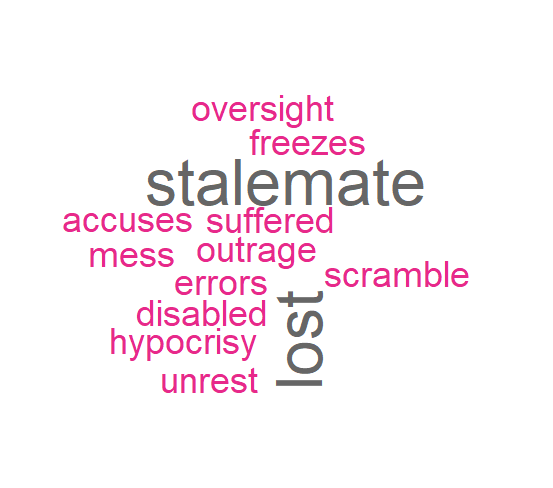 oversight
freezes
stalemate
accuses suffered
mess outrage
errors scramble
disabled
hypocrisy
lost
unrest